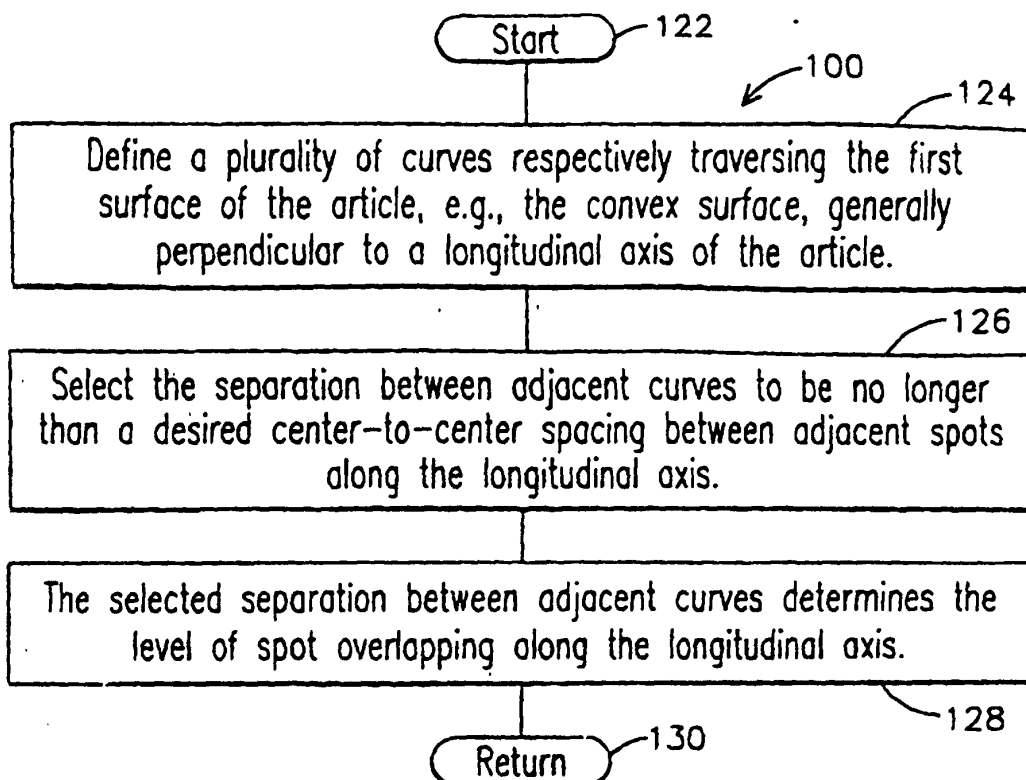 Start
122
100
124
Define a plurality of curves respectively traversing the first
surface of the article, e.g., the convex surface, generally
perpendicular to a longitudinal axis of the article.
126
Select the separation between adjacent curves to be no longer
than a desired center-to-center spacing between adjacent spots
along the longitudinal axis.
The selected separation between adjacent curves determines the
level of spot overlapping along the longitudinal axis.
128
Return
130